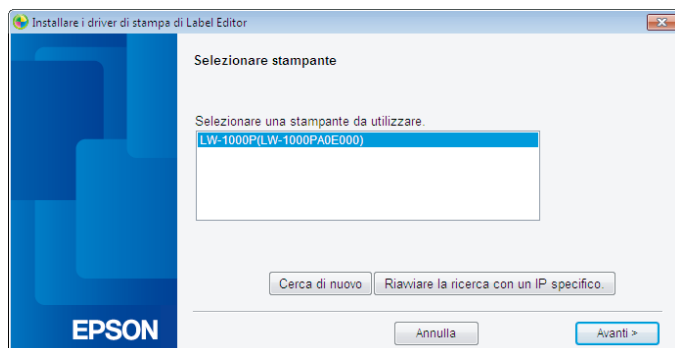 Installare i driver di stampa di Label Editor
Selezionare stampante
Selezionare una stampante da utilizzare.
LW-1000P(LW-1000PA0E000)
Cerca di nuovo
Riavviare la ricerca con un IP specifico.
EPSON
Annulla
Avanti >